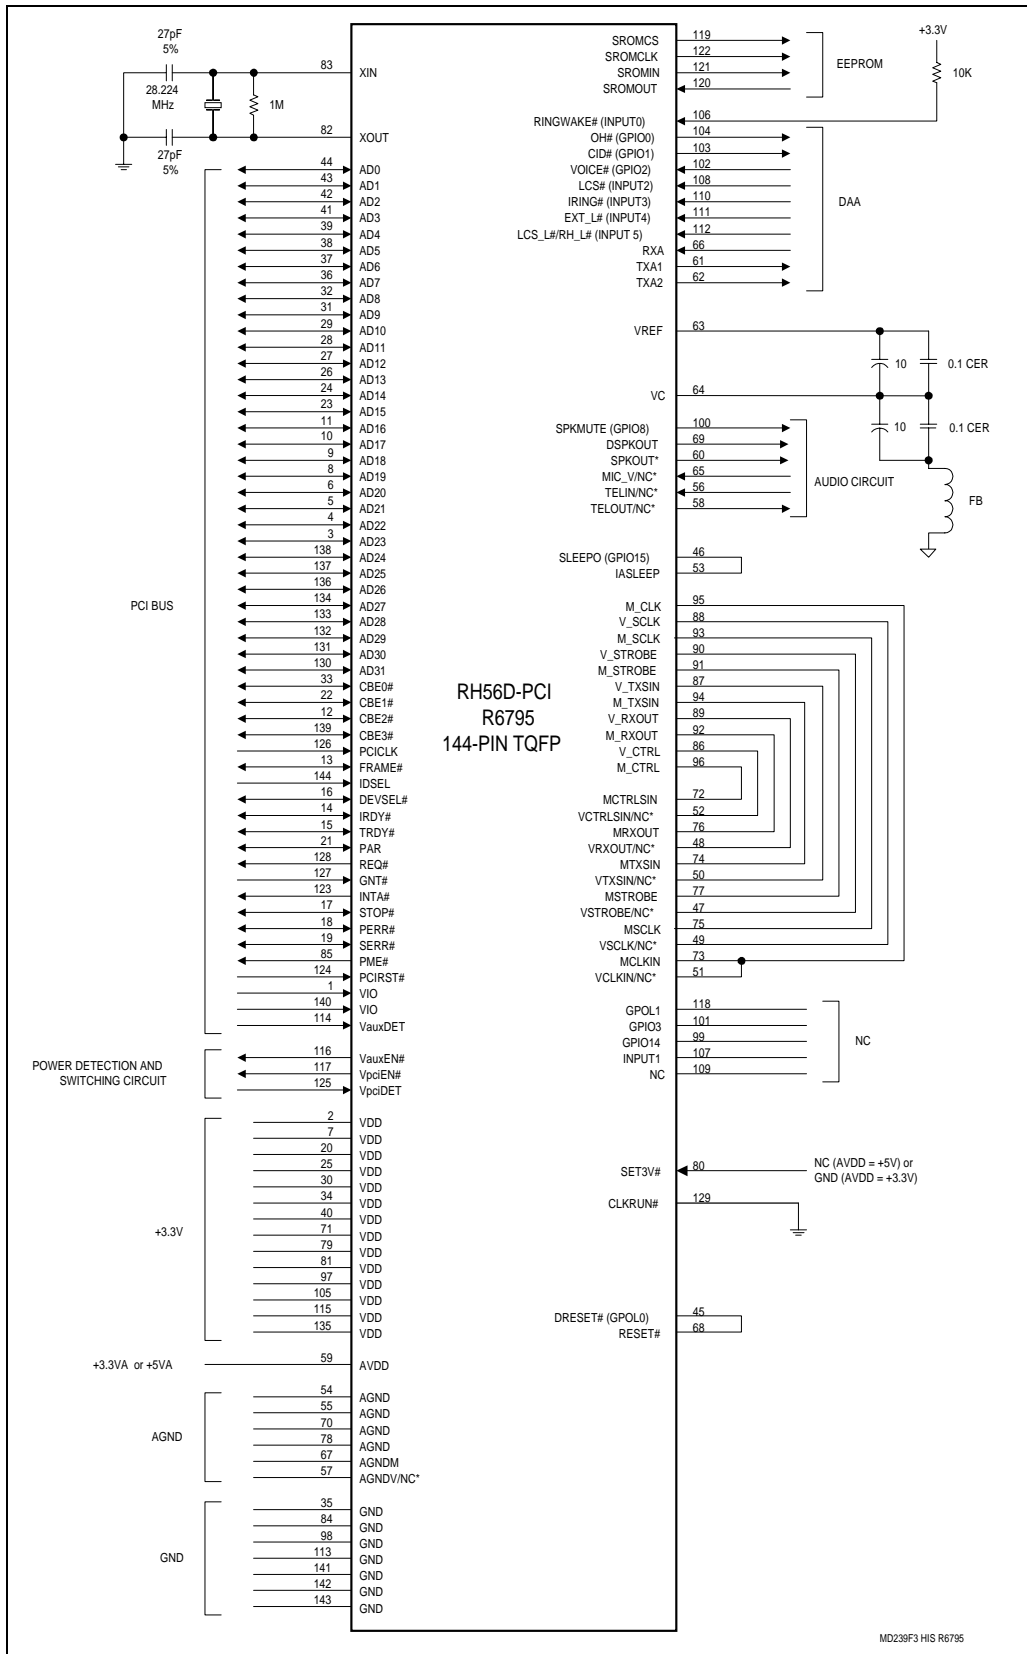 27pF
5%
83 XIN
28.224
MHz
1M
82 XOUT
27pF
5%
44 AD0
43 AD1
42 AD2
41 AD3
39 AD4
38 AD5
37 AD6
36 AD7
32 AD8
31 AD9
29 AD10
28 AD11
27 AD12
26 AD13
24 AD14
23 AD15
11 AD16
10 AD17
9 AD18
8 AD19
6 AD20
5 AD21
4 AD22
3 AD23
138 AD24
137 AD25
136 AD26
134 AD27
133 AD28
132 AD29
131 AD30
130 AD31
33 CBE0#
22 CBE1#
12 CBE2#
139 CBE3#
126 PCICLK
13 FRAME#
144 IDSEL
16 DEVSEL#
14 IRDY#
15 TRDY#
21 PAR
128 REQ#
127 GNT#
123 INTA#
17 STOP#
18 PERR#
19 SERR#
85 PME#
124 PCIRST#
1 VIO
140 VIO
114 VauxDET
PCI BUS
116 VauxEN#
117 VpciEN#
125 VpciDET
POWER DETECTION AND
SWITCHING CIRCUIT
2 VDD
7 VDD
20 VDD
25 VDD
30 VDD
34 VDD
40 VDD
71 VDD
79 VDD
81 VDD
97 VDD
105 VDD
115 VDD
135 VDD
+3.3V
+3.3VA or +5VA
59 AVDD
54 AGND
55 AGND
70 AGND
78 AGND
67 AGNDM
57 AGNDV/NC*
AGND
35 GND
84 GND
98 GND
113 GND
141 GND
142 GND
143 GND
GND
RH56D-PCI
R6795
144-PIN TQFP
SROMCS 119
SROMCLK 122
SROMIN 121
SROMOUT 120
EEPROM
+3.3V
10K
RINGWAKE# (INPUT0) 106
OH# (GPIO0) 104
CID# (GPIO1) 103
VOICE# (GPIO2) 102
LCS# (INPUT2) 108
IRING# (INPUT3) 110
EXT_L# (INPUT4) 111
LCS_L#/RH_L# (INPUT 5) 112
RXA 66
TXA1 61
TXA2 62
DAA
VREF 63
10
0.1 CER
VC 64
10
0.1 CER
FB
SPKMUTE (GPIO8) 100
DSPKOUT 69
SPKOUT* 60
MIC_V/NC* 65
TELIN/NC* 56
TELOUT/NC* 58
AUDIO CIRCUIT
SLEEPO (GPIO15) 46
IASLEEP 53
M_CLK 95
V_SCLK 88
M_SCLK 93
V_STROBE 90
M_STROBE 91
V_TXSIN 87
M_TXSIN 94
V_RXOUT 89
M_RXOUT 92
V_CTRL 86
M_CTRL 96
MCTRLSIN 72
VCTRLSIN/NC* 52
MRXOUT 76
VRXOUT/NC* 48
MTXSIN 74
VTXSIN/NC* 50
MSTROBE 77
VSTROBE/NC* 47
MSCLK 75
VSCLK/NC* 49
MCLKIN 73
VCLKIN/NC* 51
GPOL1 118
GPIO3 101
GPIO14 99
INPUT1 107
NC 109
NC
SET3V# 80
NC (AVDD = +5V) or
GND (AVDD = +3.3V)
CLKRUN# 129
DRESET# (GPOL0) 45
RESET# 68
MD239F3 HIS R6795